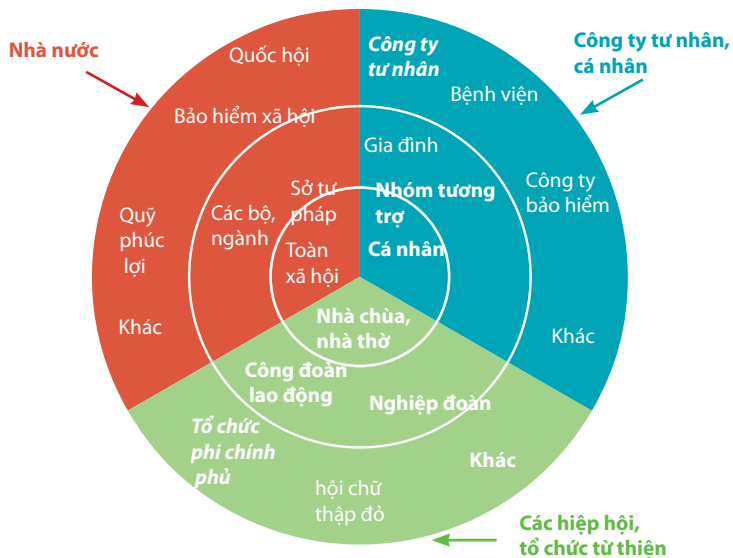 Nhà nước
Quốc hội
Bảo hiểm xã hội
Quỹ
phúc
lợi
Khác
Các bộ,
ngành
Sở tư
pháp
Toàn
xã hội
Công ty
tư nhân
Bệnh viện
Gia đình
Nhóm tương
trợ
Cá nhân
Công ty
bảo hiểm
Khác
Công ty tư nhân,
cá nhân
Nhà chùa,
nhà thờ
Công đoàn
lao động
Nghiệp đoàn
Tổ chức
phi chính
phủ
hội chữ
thập đỏ
Khác
Các hiệp hội,
tổ chức từ thiện